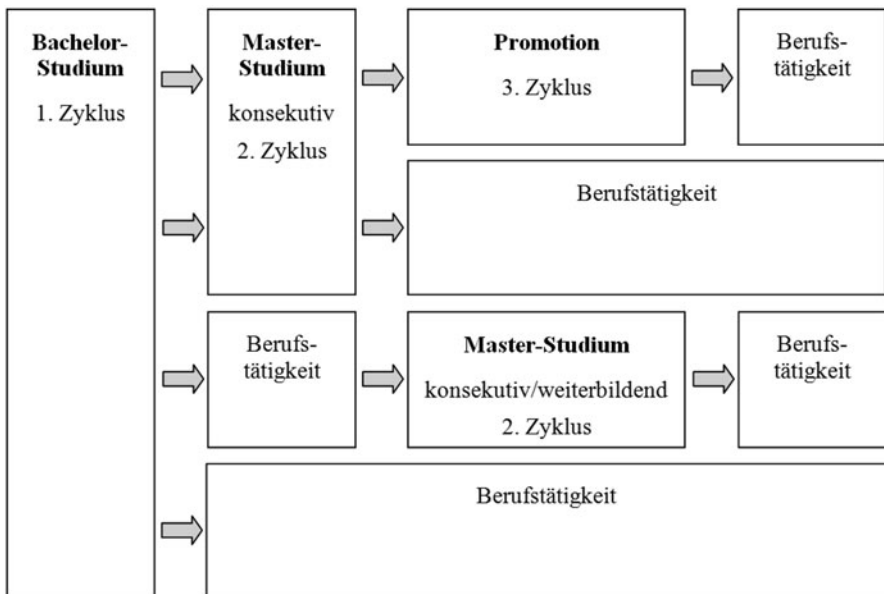 Bachelor-
Studium
1. Zyklus
Master-
Studium
konsekutiv
2. Zyklus
Promotion
3. Zyklus
Berufs-
tätigkeit
Berufstätigkeit
Berufs-
tätigkeit
Master-Studium
konsekutiv/weiterbildend
2. Zyklus
Berufs-
tätigkeit
Berufstätigkeit